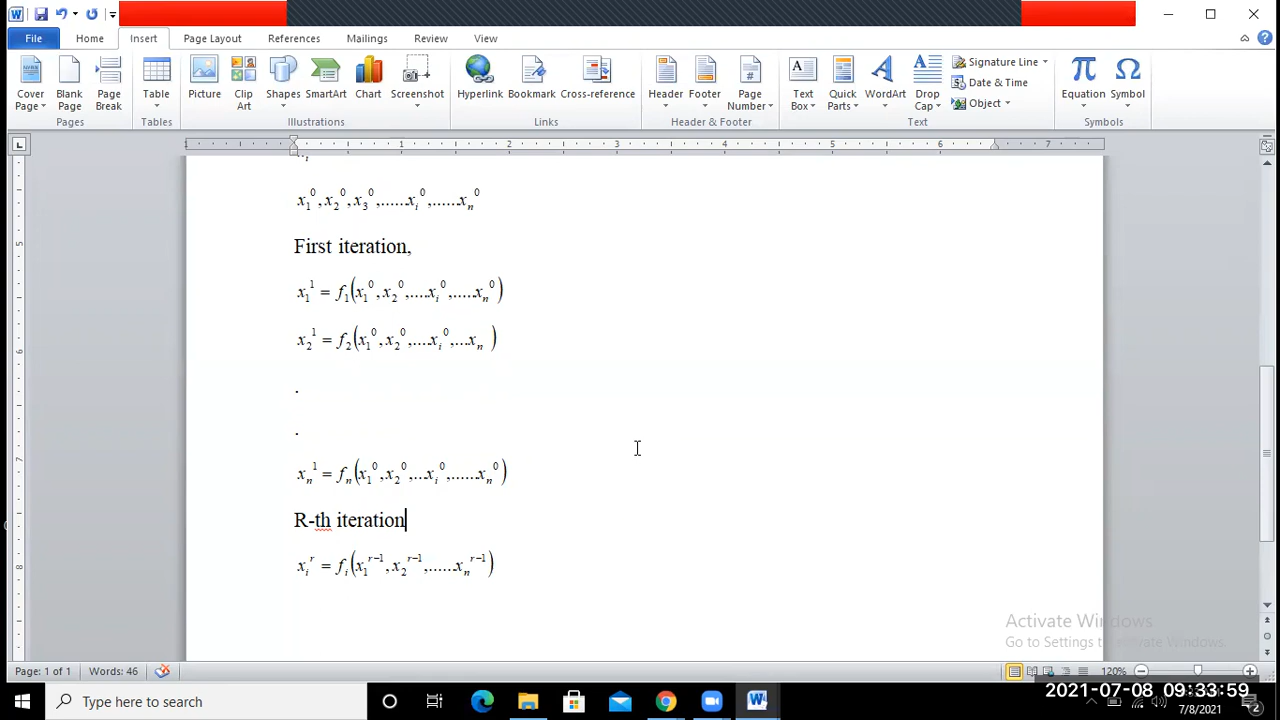 File Home Insert Page Layout References Mailings Review View
Cover Page Blank Page Page Break Table Picture Clip Art Shapes SmartArt Chart Screenshot Hyperlink Bookmark Cross-reference Header Footer Page Number Text Box Quick Parts WordArt Drop Cap Signature Line Date & Time Object Equation Symbol
Pages Tables Illustrations Links Header & Footer Text Symbols
x₁⁰, x₂⁰, x₃⁰,......xᵢ⁰,......xₙ⁰
First iteration,
x₁¹ = f₁(x₁⁰, x₂⁰,....xᵢ⁰,.....xₙ⁰)
x₂¹ = f₂(x₁⁰, x₂⁰,....xᵢ⁰,...xₙ )
.
.
xₙ¹ = fₙ(x₁⁰, x₂⁰,...xᵢ⁰,......xₙ⁰)
R-th iteration
xᵢʳ = fᵢ(x₁ʳ⁻¹, x₂ʳ⁻¹,......xₙʳ⁻¹)
Activate Windows
Go to Settings to activate Windows.
Page: 1 of 1 Words: 46 120%
Type here to search
2021-07-08 09:33:59
7/8/2021